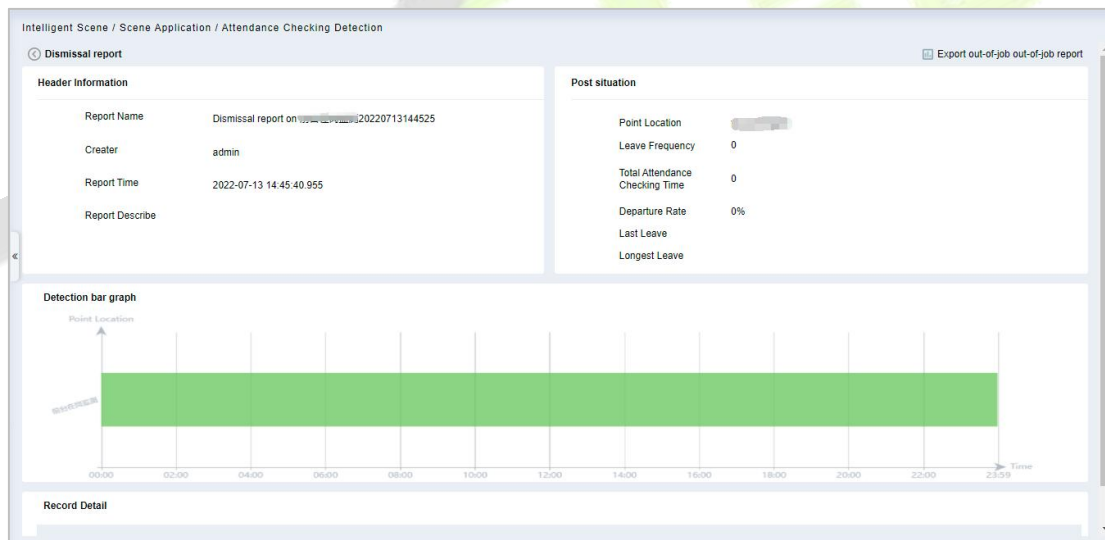 Intelligent Scene / Scene Application / Attendance Checking Detection
Dismissal report
Export out-of-job out-of-job report
Header Information
Report Name
Dismissal report on 20220713144525
Creater
admin
Report Time
2022-07-13 14:45:40.955
Report Describe
Post situation
Point Location
Leave Frequency
0
Total Attendance
Checking Time
0
Departure Rate
0%
Last Leave
Longest Leave
«
Detection bar graph
Point Location
00:00 02:00 04:00 06:00 08:00 10:00 12:00 14:00 16:00 18:00 20:00 22:00 23:59
Time
Record Detail